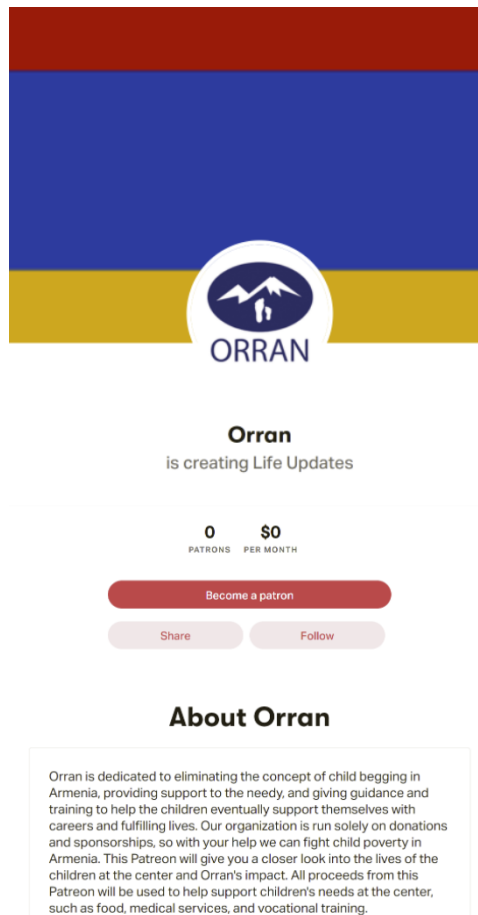 ORRAN
Orran
is creating Life Updates
0 $0
PATRONS PER MONTH
Become a patron
Share Follow
About Orran
Orran is dedicated to eliminating the concept of child begging in
Armenia, providing support to the needy, and giving guidance and
training to help the children eventually support themselves with
careers and fulfilling lives. Our organization is run solely on donations
and sponsorships, so with your help we can fight child poverty in
Armenia. This Patreon will give you a closer look into the lives of the
children at the center and Orran's impact. All proceeds from this
Patreon will be used to help support children's needs at the center,
such as food, medical services, and vocational training.